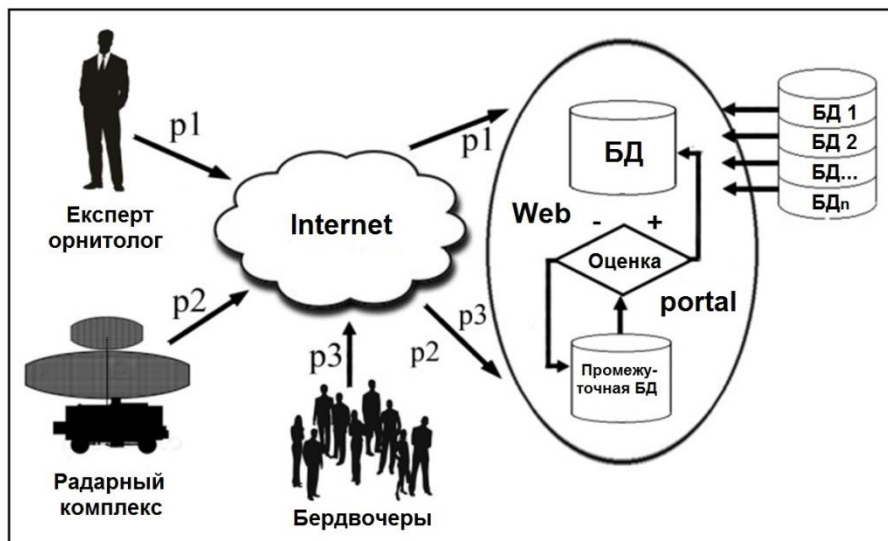 p1
p1
БД
БД 1
БД 2
БД...
БДn
Експерт
орнитолог
Internet
Web
- +
Оценка
portal
p2
p3
p3
p2
Промежу-
точная БД
Радарный
комплекс
Бердвочеры